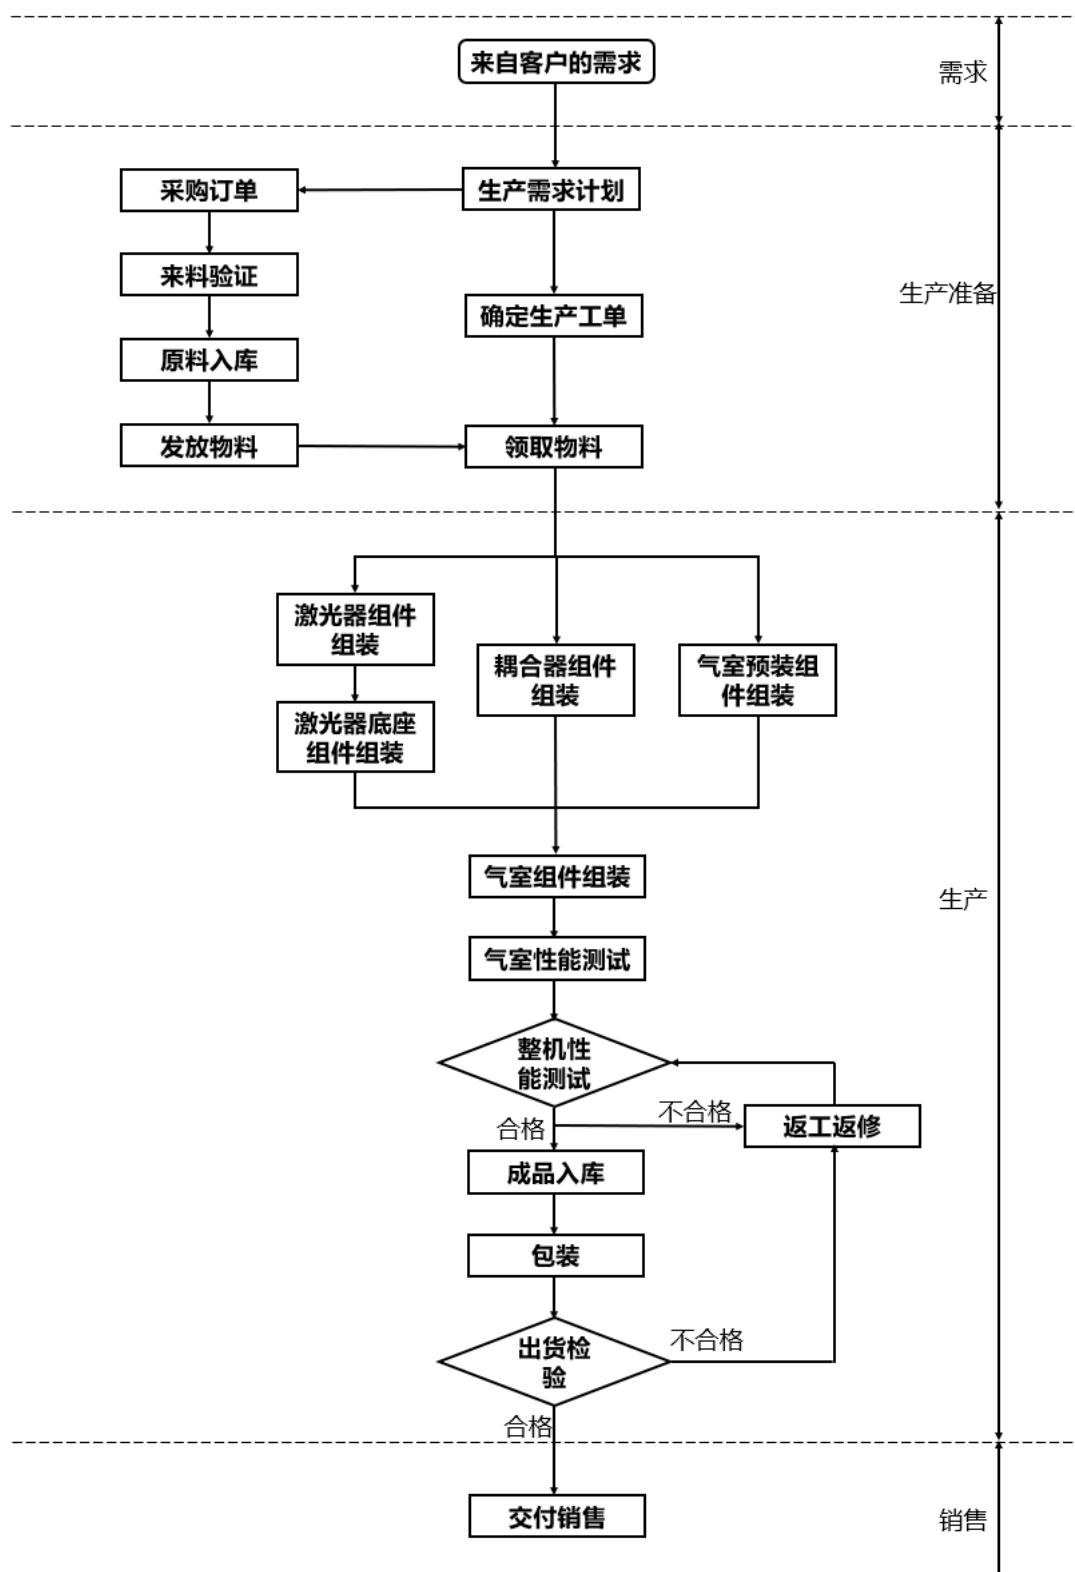 来自客户的需求
需求
采购订单
生产需求计划
来料验证
生产准备
确定生产工单
原料入库
发放物料
领取物料
激光器组件
组装
耦合器组件
组装
气室预装组
件组装
激光器底座
组件组装
气室组件组装
生产
气室性能测试
整机性
能测试
不合格
返工返修
合格
成品入库
包装
出货检
验
不合格
合格
交付销售
销售